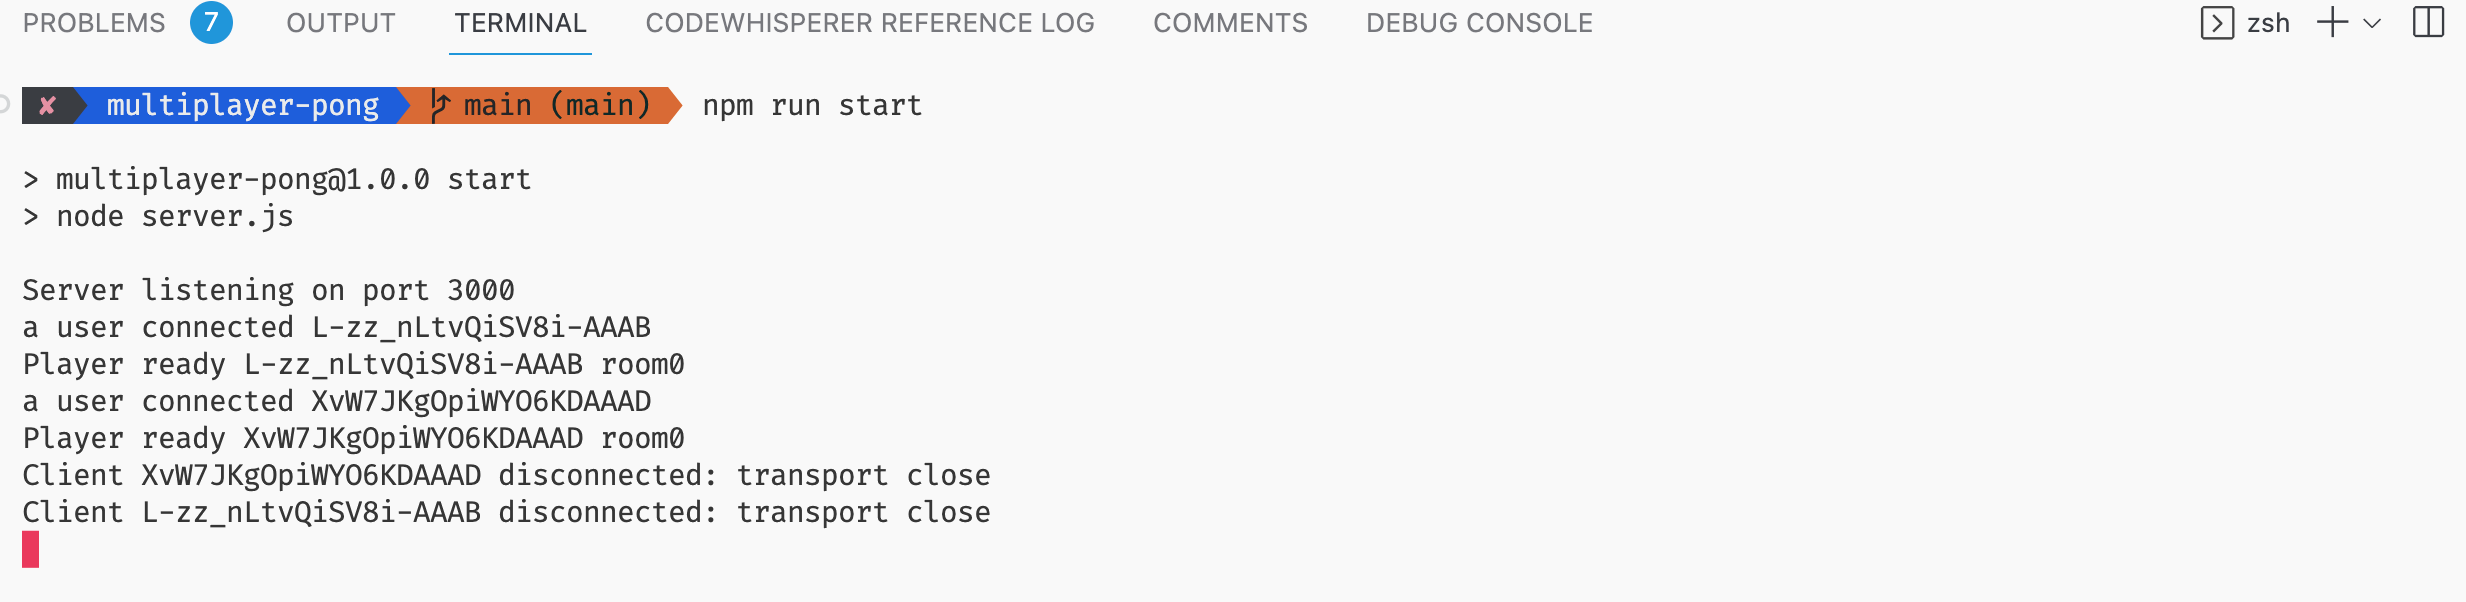 PROBLEMS 7 OUTPUT TERMINAL CODEWHISPERER REFERENCE LOG COMMENTS DEBUG CONSOLE zsh
✘ multiplayer-pong main (main) npm run start
> multiplayer-pong@1.0.0 start
> node server.js
Server listening on port 3000
a user connected L-zz_nLtvQiSV8i-AAAB
Player ready L-zz_nLtvQiSV8i-AAAB room0
a user connected XvW7JKgOpiWYO6KDAAAD
Player ready XvW7JKgOpiWYO6KDAAAD room0
Client XvW7JKgOpiWYO6KDAAAD disconnected: transport close
Client L-zz_nLtvQiSV8i-AAAB disconnected: transport close